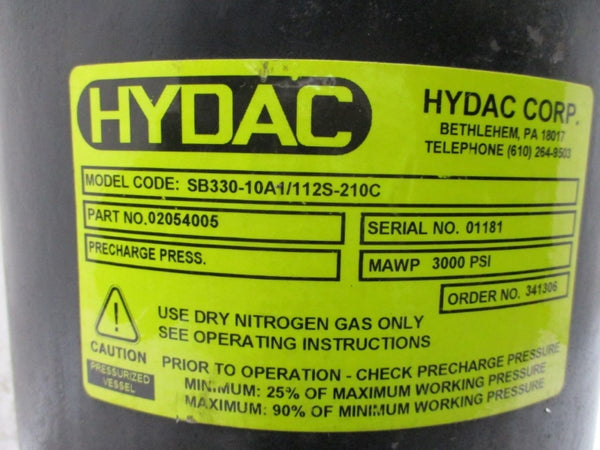 HYDAC
HYDAC CORP.
BETHLEHEM, PA 18017
TELEPHONE (610) 264-9503
MODEL CODE: SB330-10A1/112S-210C
PART NO. 02054005
SERIAL NO. 01181
PRECHARGE PRESS.
MAWP 3000 PSI
ORDER NO. 341306
USE DRY NITROGEN GAS ONLY
SEE OPERATING INSTRUCTIONS
CAUTION
PRESSURIZED
VESSEL
PRIOR TO OPERATION - CHECK PRECHARGE PRESSURE
MINIMUM: 25% OF MAXIMUM WORKING PRESSURE
MAXIMUM: 90% OF MINIMUM WORKING PRESSURE